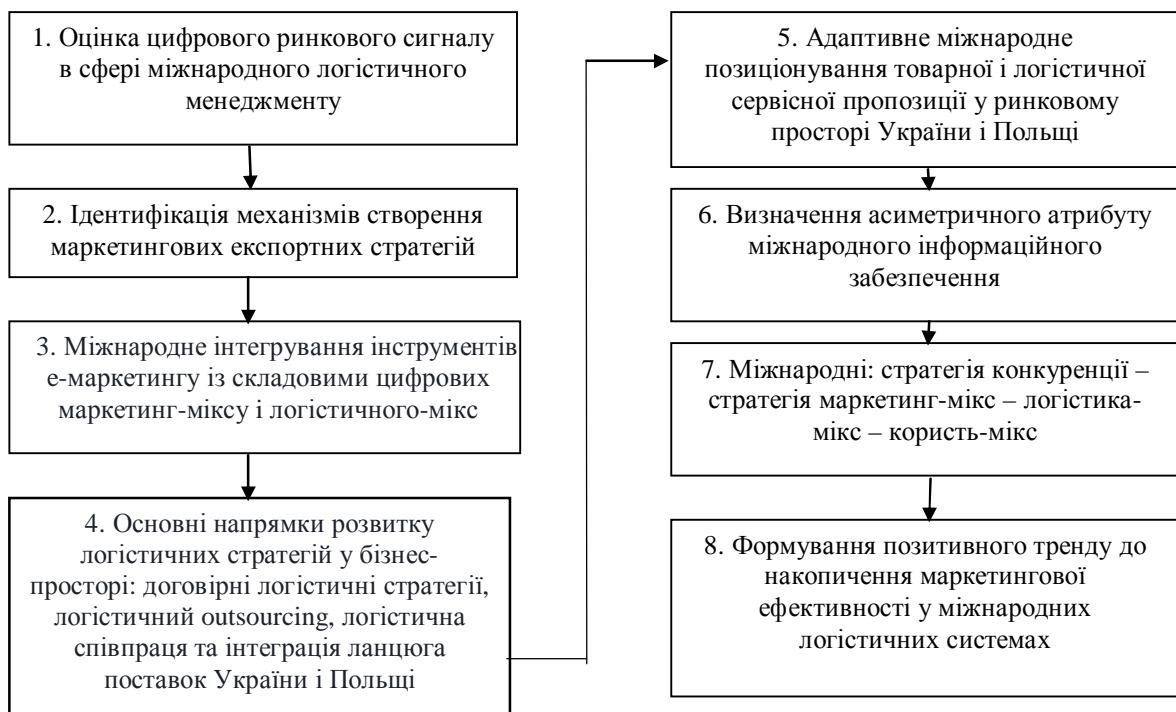 1. Оцінка цифрового ринкового сигналу
в сфері міжнародного логістичного
менеджменту
2. Ідентифікація механізмів створення
маркетингових експортних стратегій
3. Міжнародне інтегрування інструментів
е-маркетингу із складовими цифрових
маркетинг-міксу і логістичного-мікс
4. Основні напрямки розвитку
логістичних стратегій у бізнес-
просторі: договірні логістичні стратегії,
логістичний outsourcing, логістична
співпраця та інтеграція ланцюга
поставок України і Польщі
5. Адаптивне міжнародне
позиціонування товарної і логістичної
сервісної пропозиції у ринковому
просторі України і Польщі
6. Визначення асиметричного атрибуту
міжнародного інформаційного
забезпечення
7. Міжнародні: стратегія конкуренції –
стратегія маркетинг-мікс – логістика-
мікс – користь-мікс
8. Формування позитивного тренду до
накопичення маркетингової
ефективності у міжнародних
логістичних системах